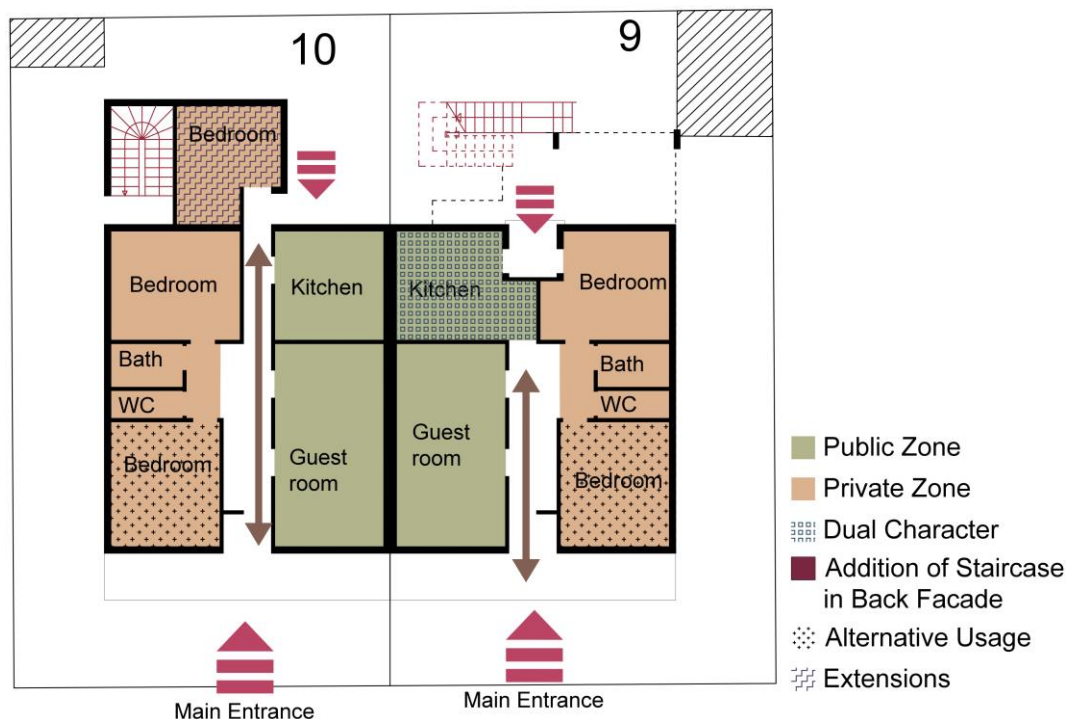 10
9
Bedroom
Bedroom
Kitchen
Kitchen
Bedroom
Bath
WC
Bath
WC
Bedroom
Guest
room
Guest
room
Bedroom
Main Entrance
Main Entrance
Public Zone
Private Zone
Dual Character
Addition of Staircase
in Back Facade
Alternative Usage
Extensions